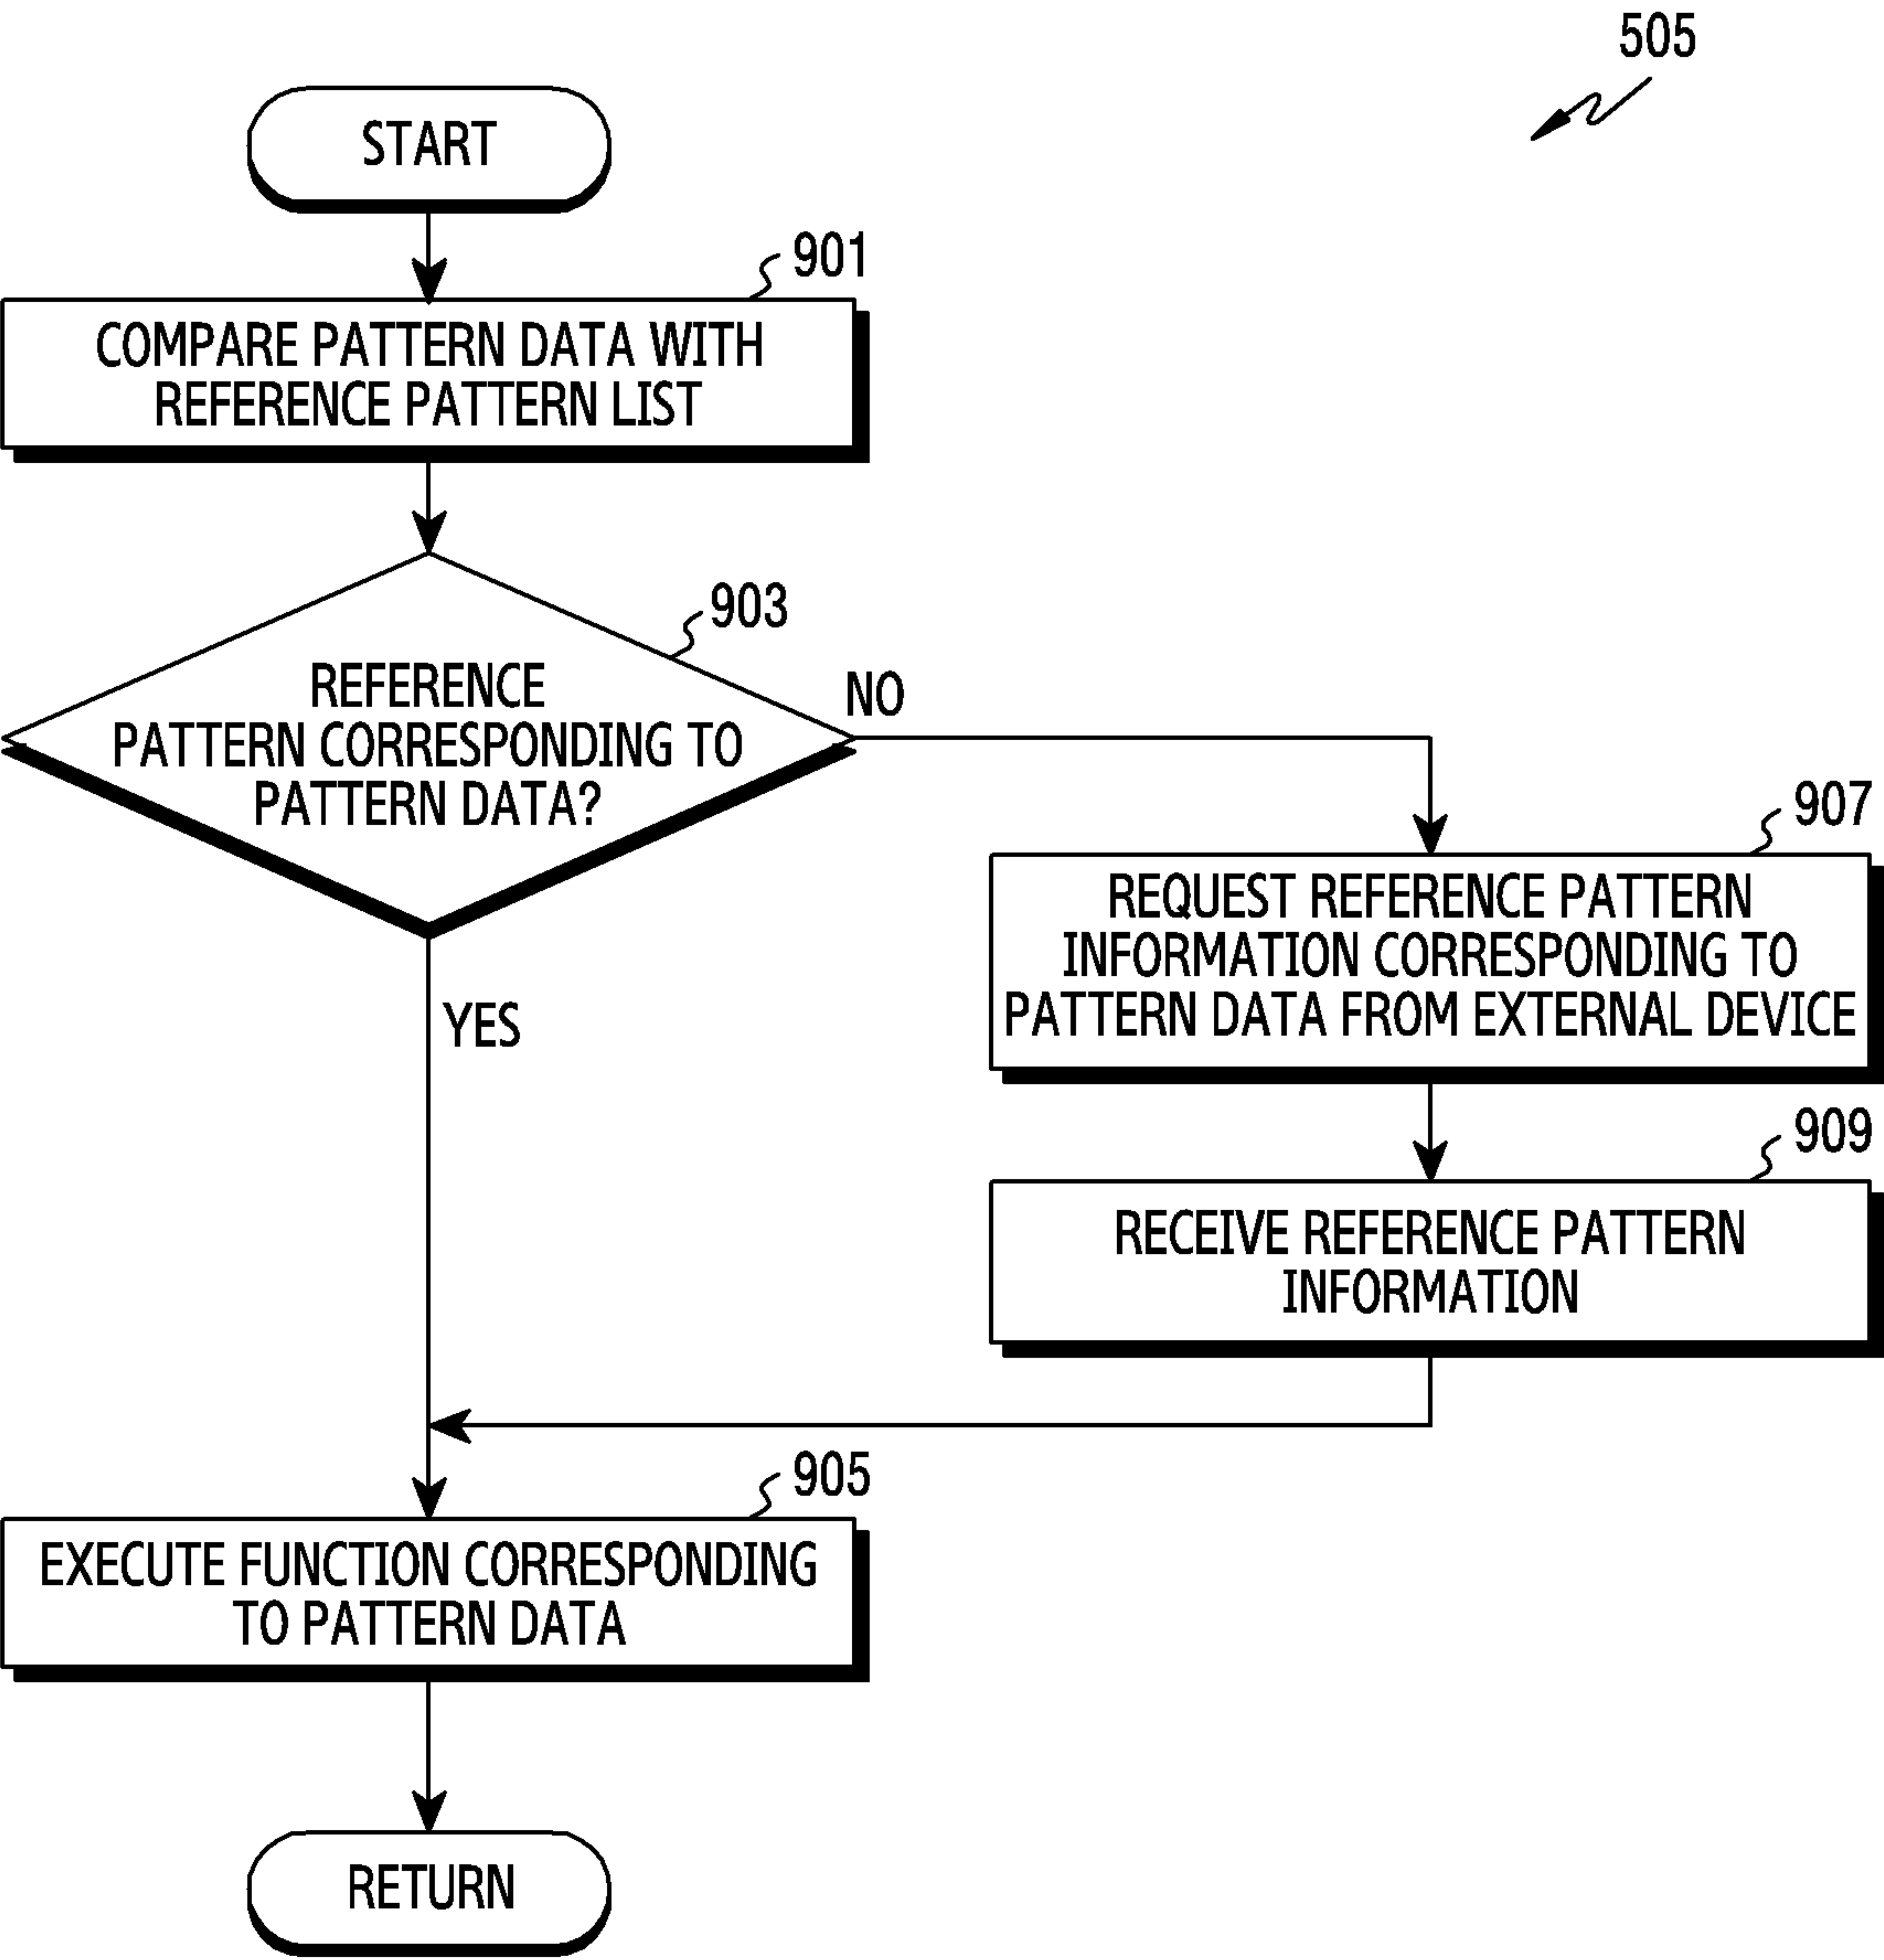 505
START
901
COMPARE PATTERN DATA WITH
REFERENCE PATTERN LIST
903
REFERENCE
PATTERN CORRESPONDING TO
PATTERN DATA?
NO
YES
907
REQUEST REFERENCE PATTERN
INFORMATION CORRESPONDING TO
PATTERN DATA FROM EXTERNAL DEVICE
909
RECEIVE REFERENCE PATTERN
INFORMATION
905
EXECUTE FUNCTION CORRESPONDING
TO PATTERN DATA
RETURN